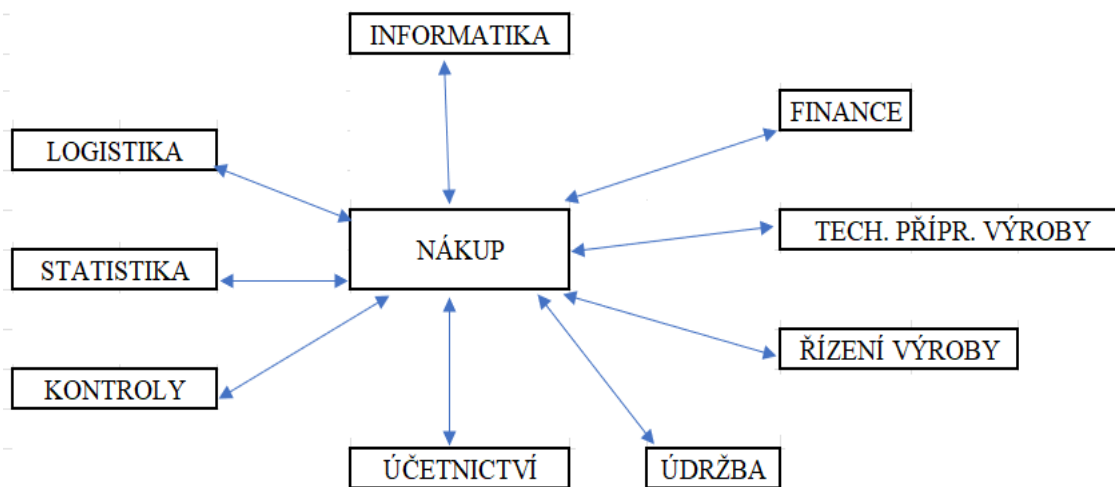 INFORMATIKA
FINANCE
LOGISTIKA
TECH. PŘÍPR. VÝROBY
NÁKUP
STATISTIKA
ŘÍZENÍ VÝROBY
KONTROLY
ÚČETNICTVÍ
ÚDRŽBA